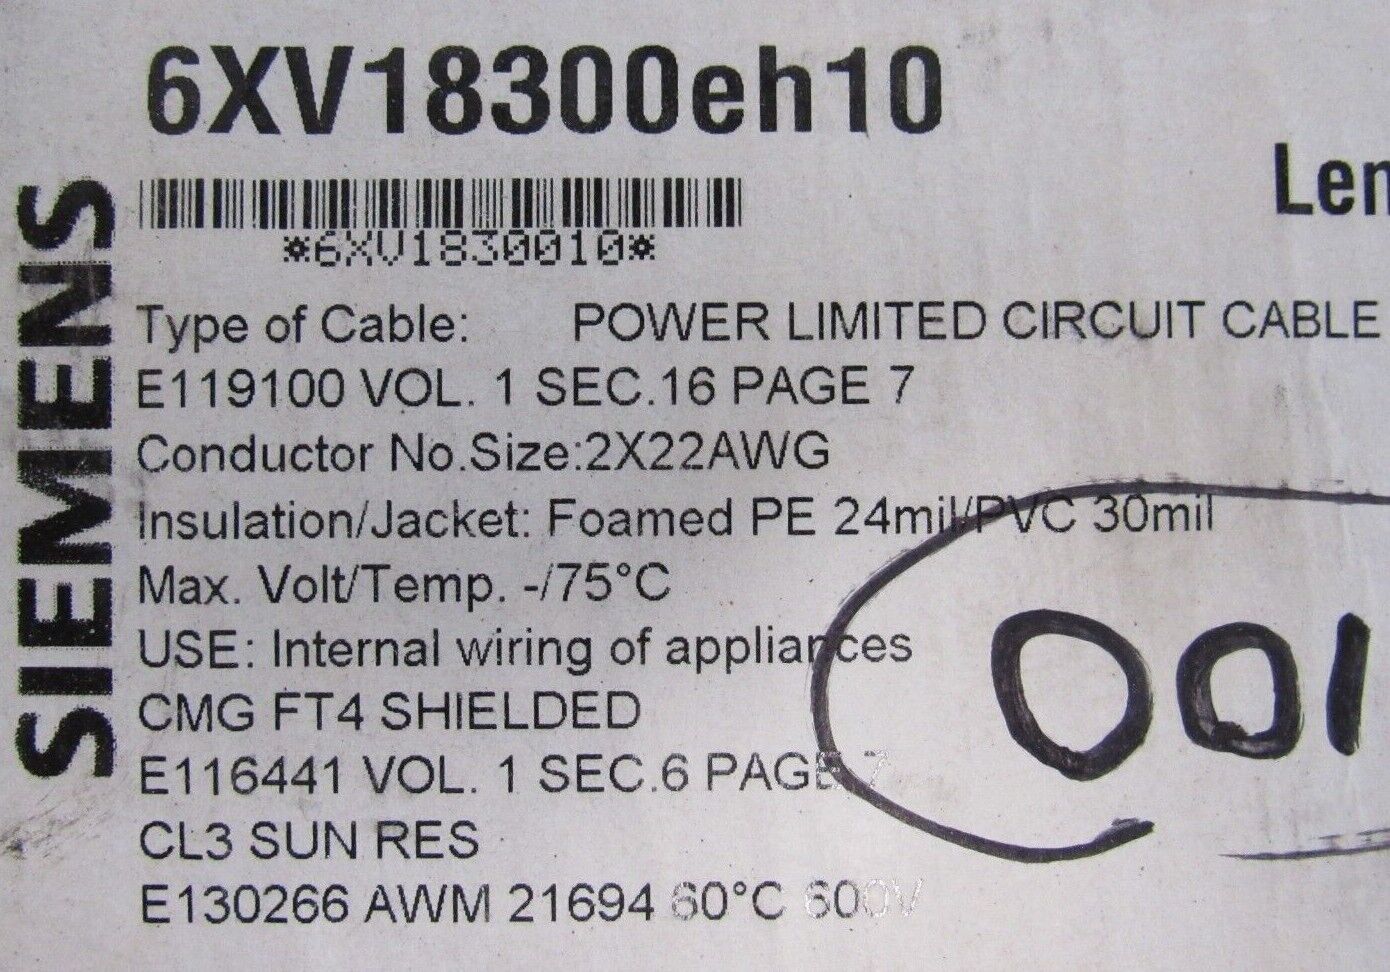 6XV18300eh10
Len
*6XV1830010*
SIEMENS
Type of Cable: POWER LIMITED CIRCUIT CABLE
E119100 VOL. 1 SEC.16 PAGE 7
Conductor No.Size:2X22AWG
Insulation/Jacket: Foamed PE 24mil/PVC 30mil
Max. Volt/Temp. -/75°C
USE: Internal wiring of appliances
CMG FT4 SHIELDED
E116441 VOL. 1 SEC.6 PAGE 7
CL3 SUN RES
E130266 AWM 21694 60°C 600V
001